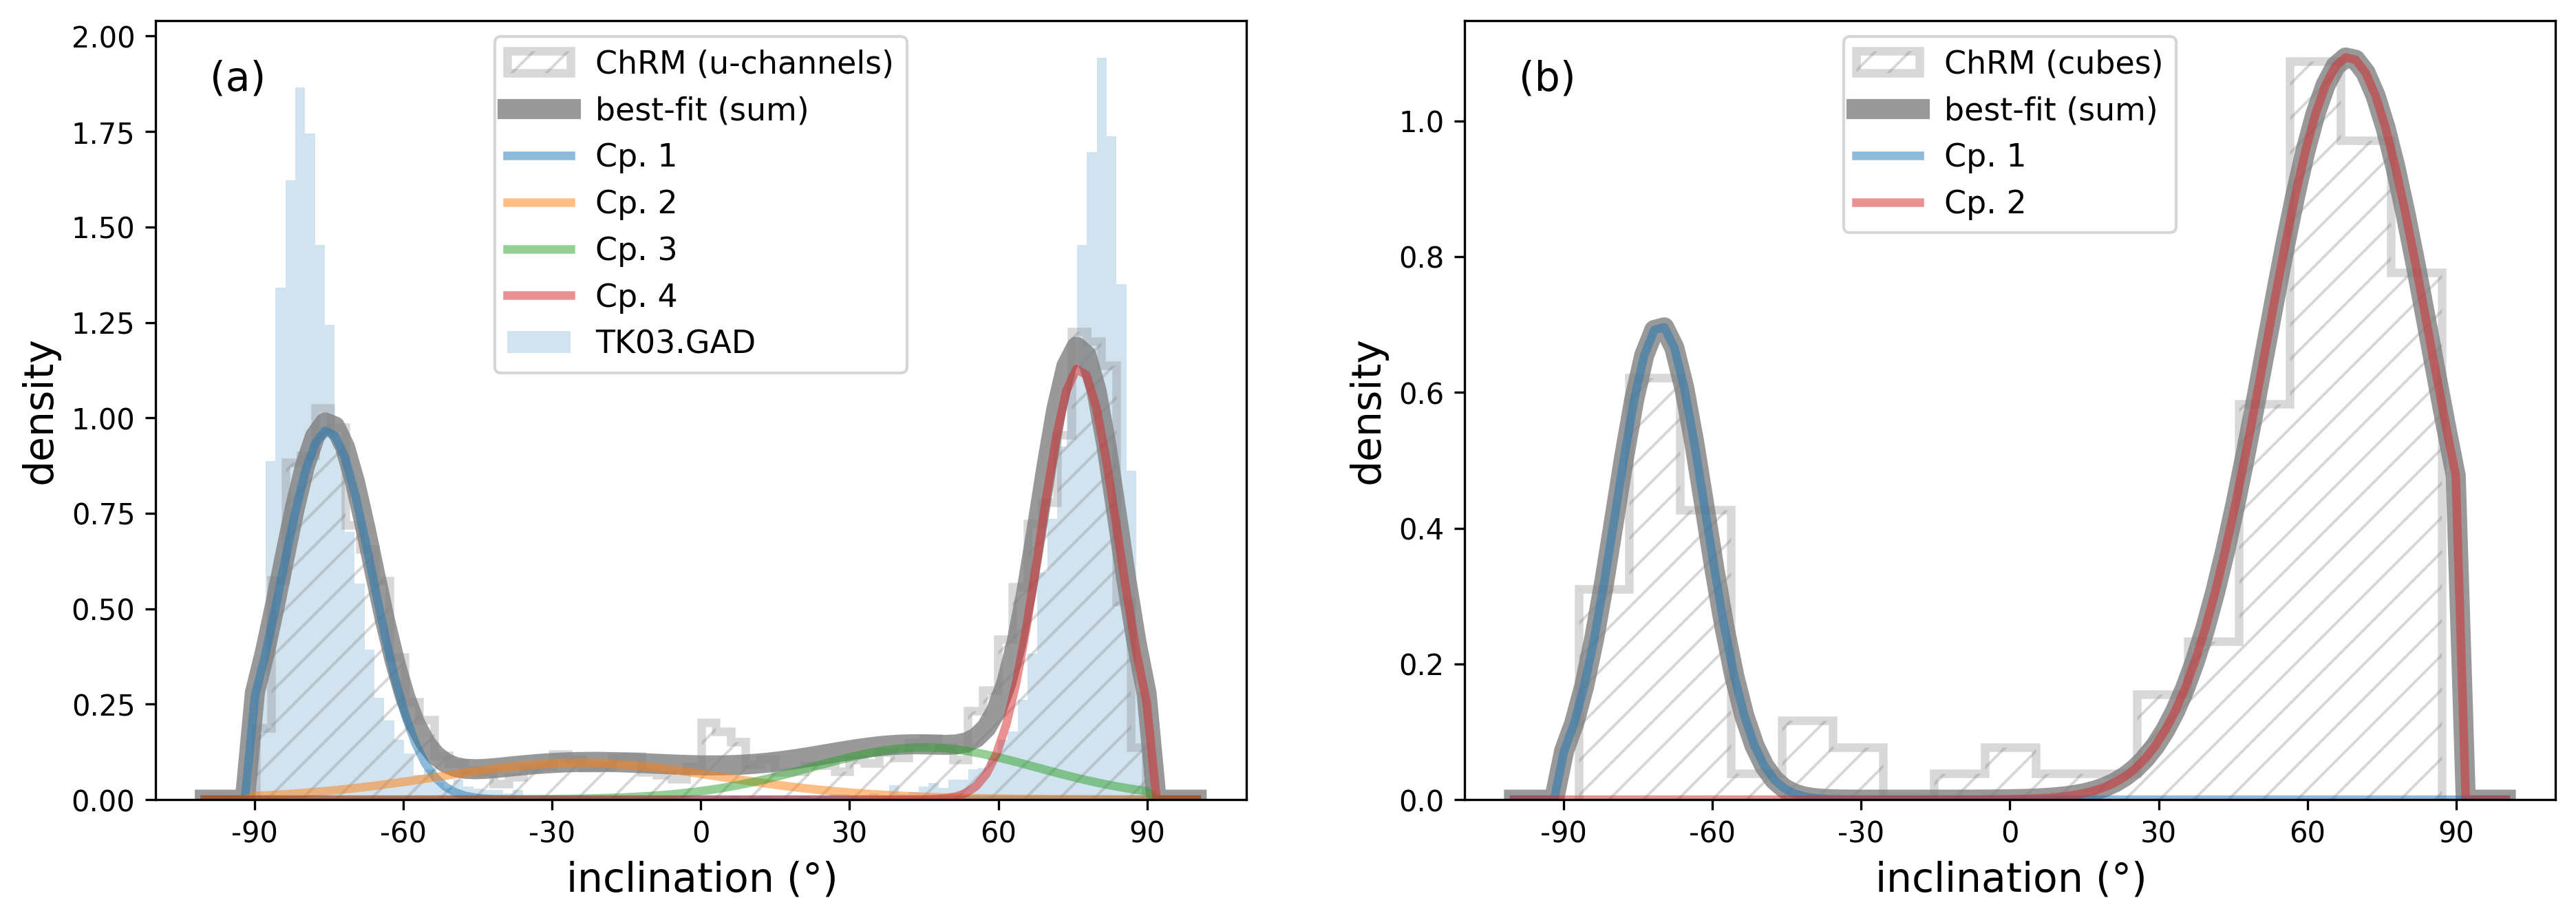 (a)
density
2.00
1.75
1.50
1.25
1.00
0.75
0.50
0.25
0.00
ChRM (u-channels)
best-fit (sum)
Cp. 1
Cp. 2
Cp. 3
Cp. 4
TK03.GAD
-90 -60 -30 0 30 60 90
inclination (°)
(b)
density
1.0
0.8
0.6
0.4
0.2
0.0
ChRM (cubes)
best-fit (sum)
Cp. 1
Cp. 2
-90 -60 -30 0 30 60 90
inclination (°)